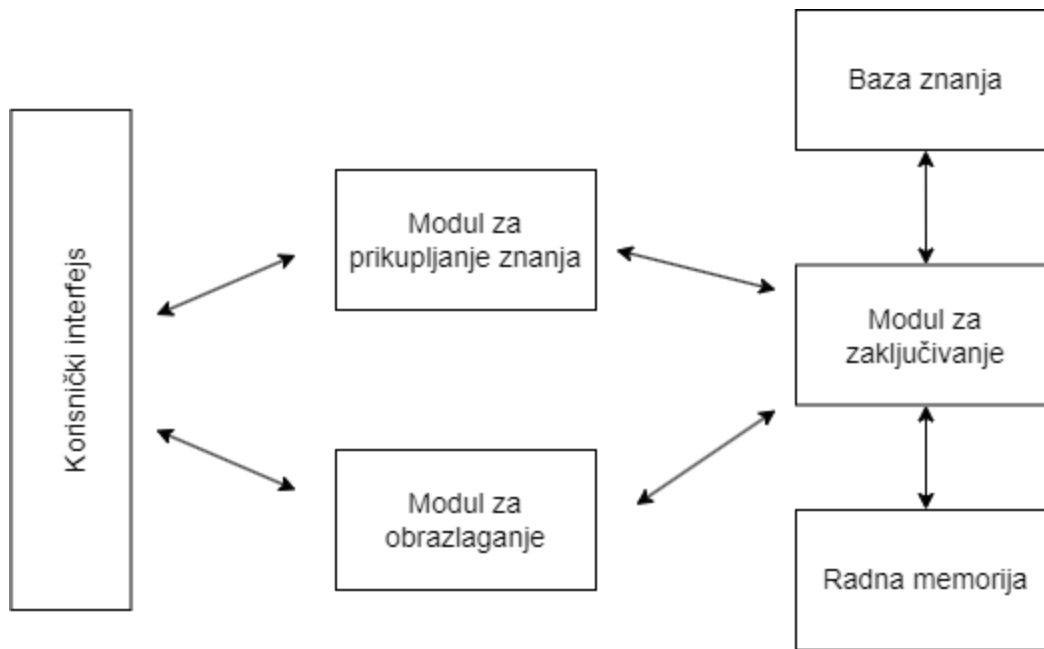 Korisnički interfejs
Modul za
prikupljanje znanja
Modul za
obrazlaganje
Baza znanja
Modul za
zaključivanje
Radna memorija